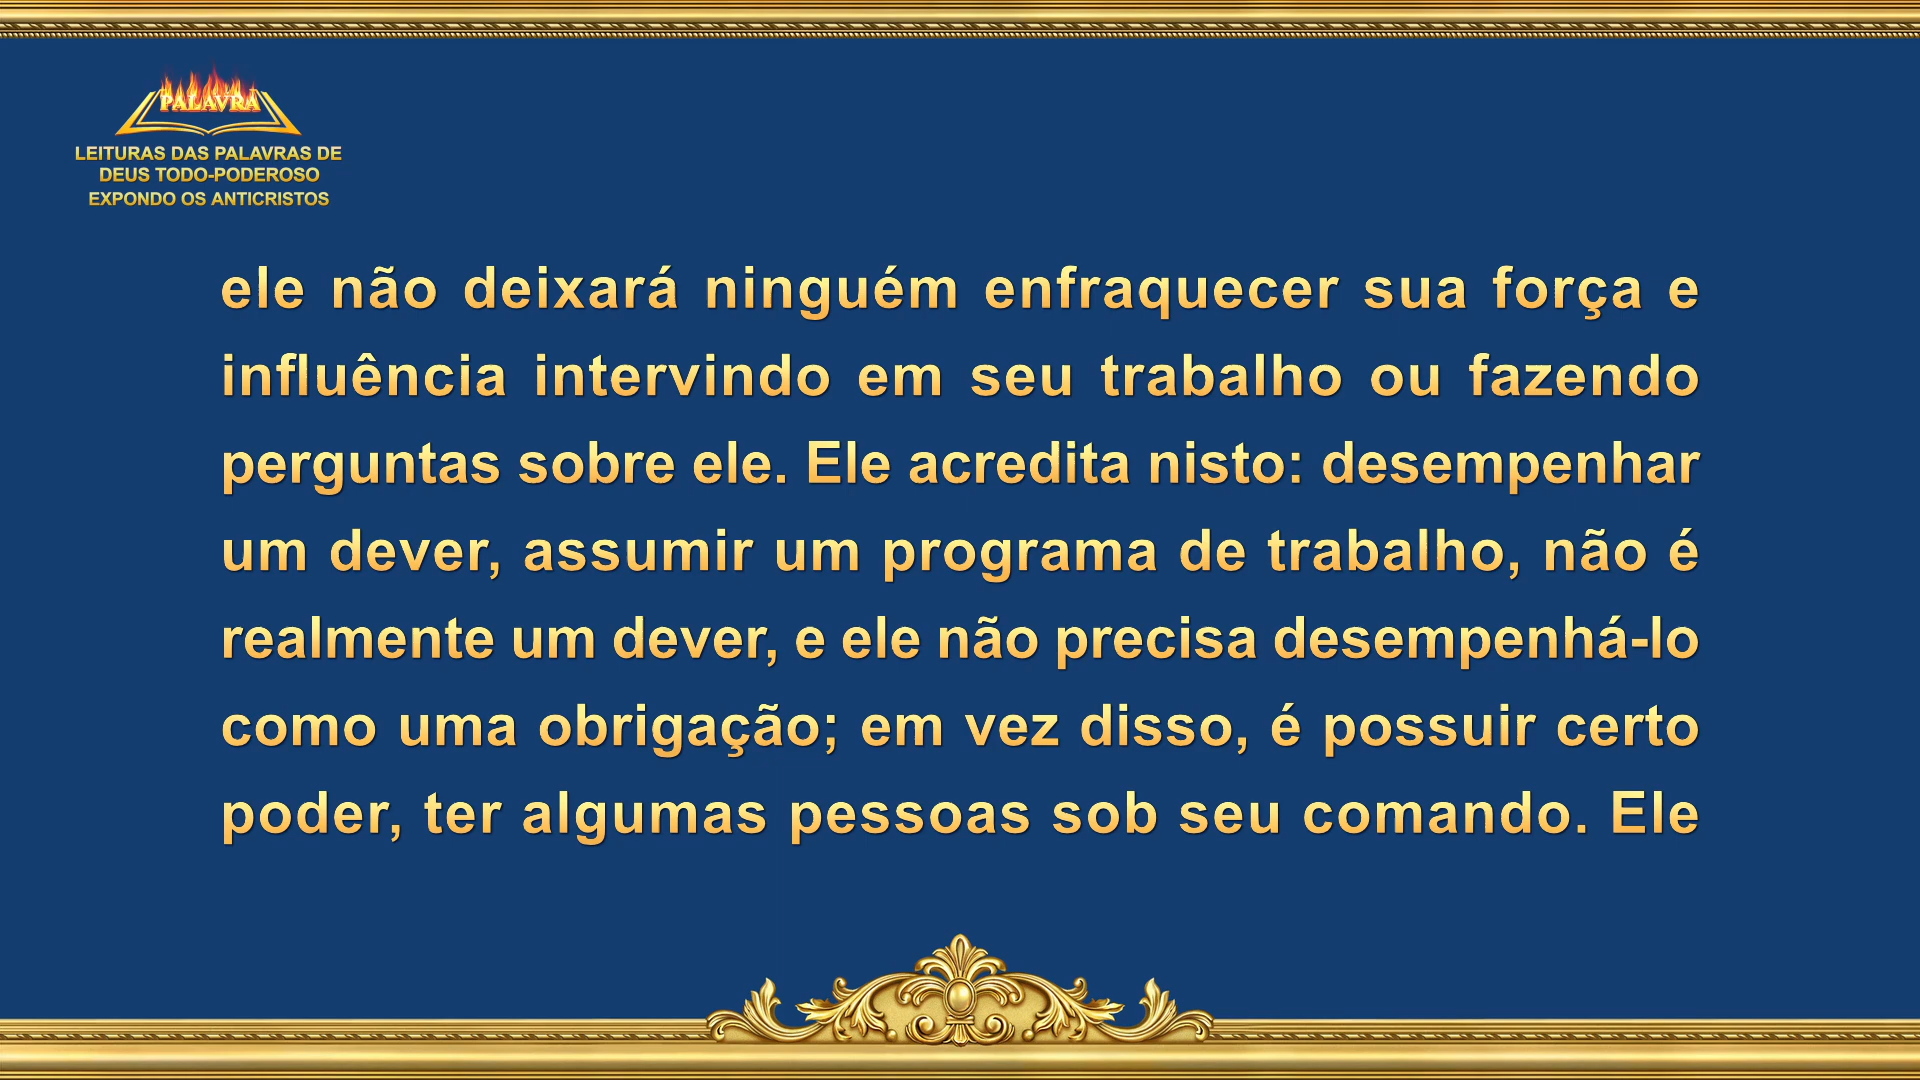 PALAVRA
LEITURAS DAS PALAVRAS DE
DEUS TODO-PODEROSO
EXPONDO OS ANTICRISTOS
ele não deixará ninguém enfraquecer sua força e
influência intervindo em seu trabalho ou fazendo
perguntas sobre ele. Ele acredita nisto: desempenhar
um dever, assumir um programa de trabalho, não é
realmente um dever, e ele não precisa desempenhá-lo
como uma obrigação; em vez disso, é possuir certo
poder, ter algumas pessoas sob seu comando. Ele